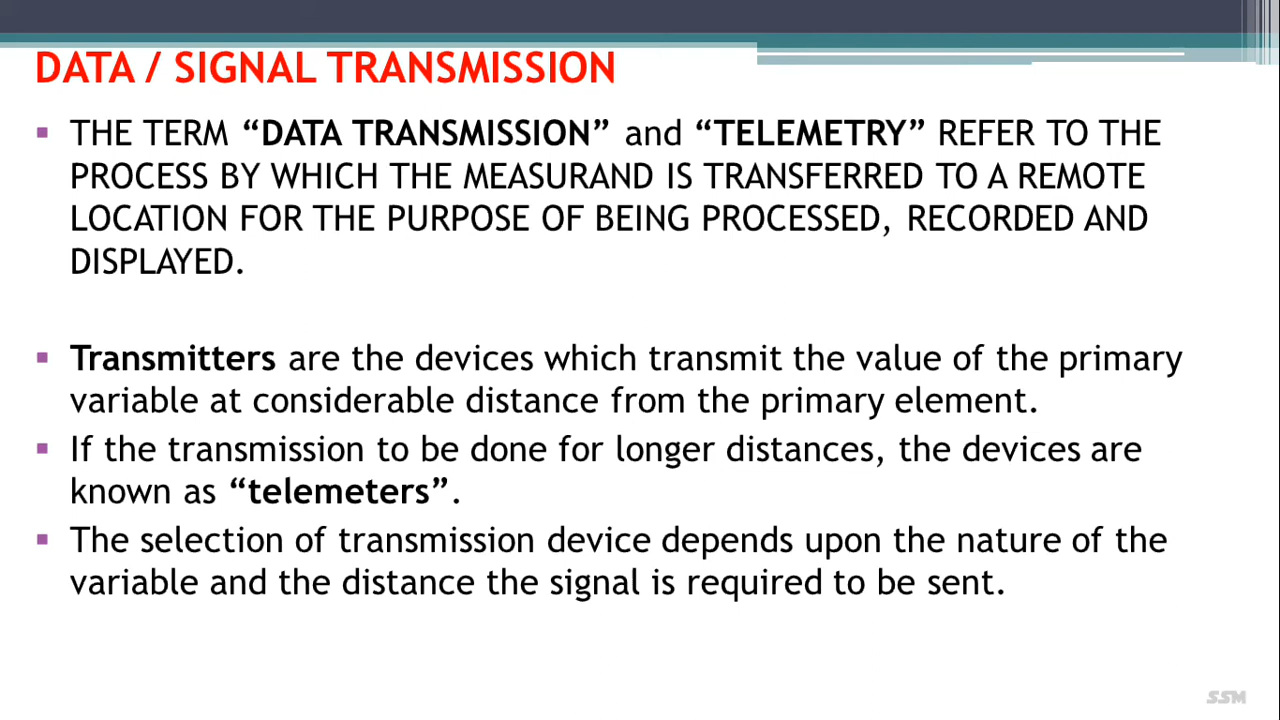 DATA / SIGNAL TRANSMISSION
▪ THE TERM “DATA TRANSMISSION” and “TELEMETRY” REFER TO THE
PROCESS BY WHICH THE MEASURAND IS TRANSFERRED TO A REMOTE
LOCATION FOR THE PURPOSE OF BEING PROCESSED, RECORDED AND
DISPLAYED.
▪ Transmitters are the devices which transmit the value of the primary
variable at considerable distance from the primary element.
▪ If the transmission to be done for longer distances, the devices are
known as “telemeters”.
▪ The selection of transmission device depends upon the nature of the
variable and the distance the signal is required to be sent.
SSM